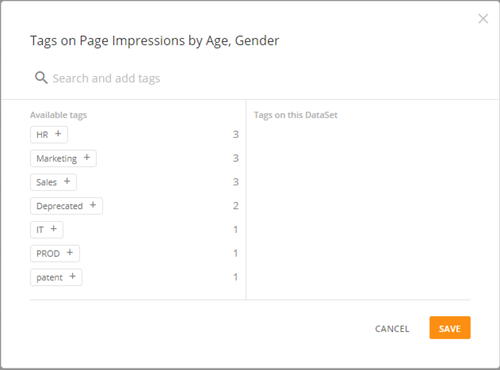 Tags on Page Impressions by Age, Gender
Search and add tags
Available tags
Tags on this DataSet
HR + 3
Marketing + 3
Sales + 3
Deprecated + 2
IT + 1
PROD + 1
patent + 1
CANCEL SAVE